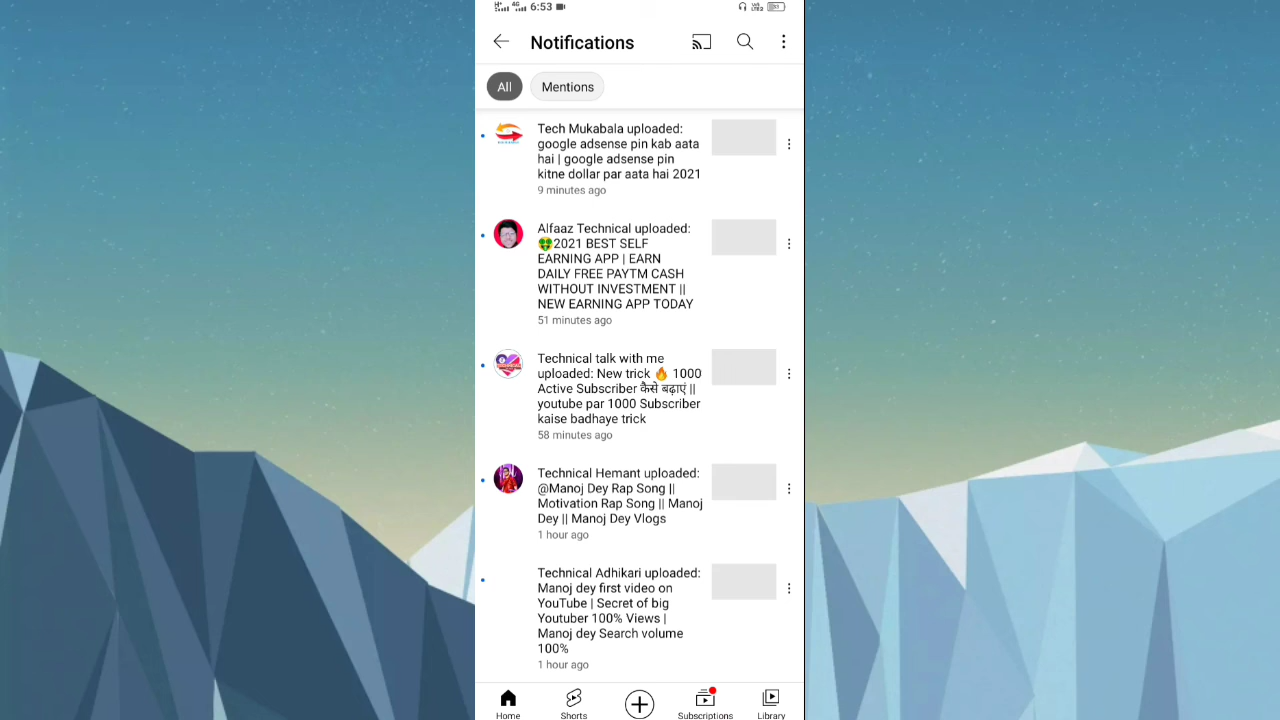 4G 6:53
Notifications
All
Mentions
Tech Mukabala uploaded:
google adsense pin kab aata
hai | google adsense pin
kitne dollar par aata hai 2021
9 minutes ago
Alfaaz Technical uploaded:
🤑2021 BEST SELF
EARNING APP | EARN
DAILY FREE PAYTM CASH
WITHOUT INVESTMENT ||
NEW EARNING APP TODAY
51 minutes ago
Technical talk with me
uploaded: New trick 🔥 1000
Active Subscriber कैसे बढ़ाएं ||
youtube par 1000 Subscriber
kaise badhaye trick
58 minutes ago
Technical Hemant uploaded:
@Manoj Dey Rap Song ||
Motivation Rap Song || Manoj
Dey || Manoj Dey Vlogs
1 hour ago
Technical Adhikari uploaded:
Manoj dey first video on
YouTube | Secret of big
Youtuber 100% Views |
Manoj dey Search volume
100%
1 hour ago
Home
Shorts
Subscriptions
Library